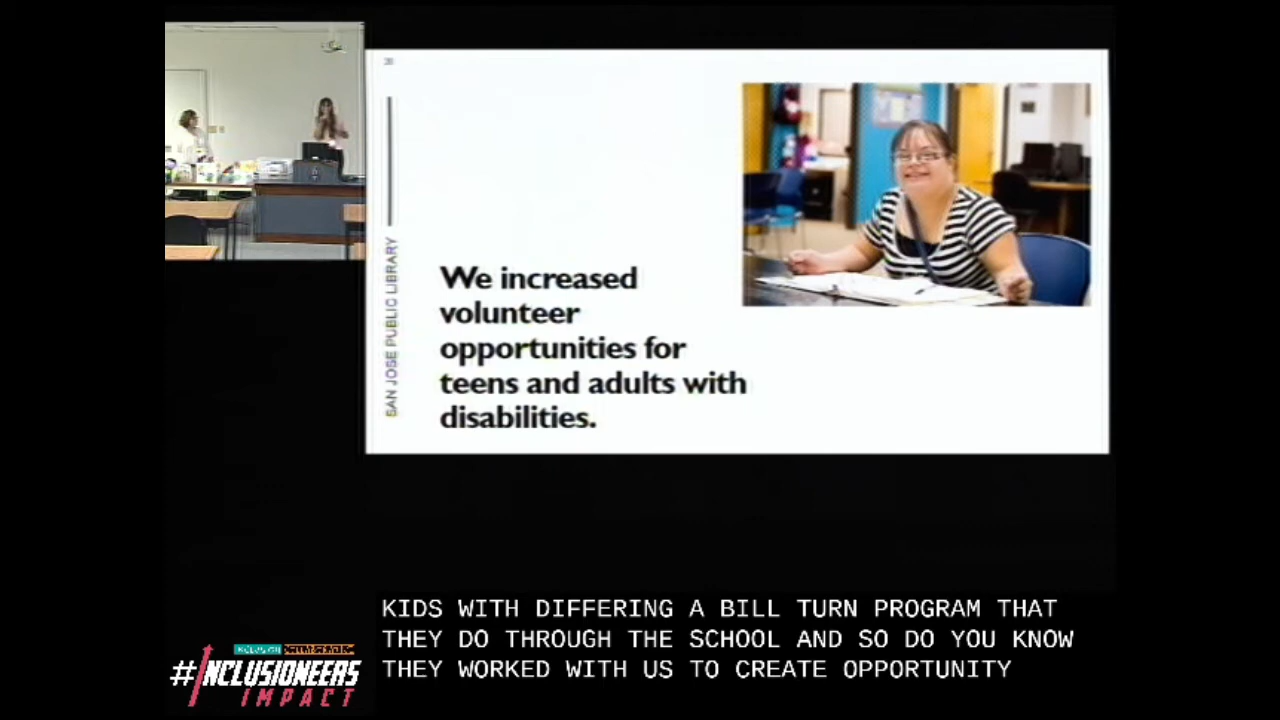 SAN JOSE PUBLIC LIBRARY
We increased
volunteer
opportunities for
teens and adults with
disabilities.
KIDS WITH DIFFERING A BILL TURN PROGRAM THAT
THEY DO THROUGH THE SCHOOL AND SO DO YOU KNOW
THEY WORKED WITH US TO CREATE OPPORTUNITY
#INCLUSIONEERS
IMPACT